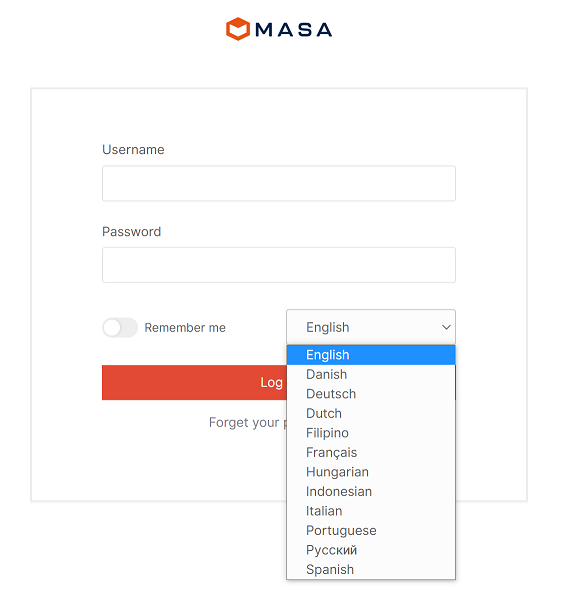 MASA
Username
Password
Remember me
English
English
Danish
Deutsch
Dutch
Filipino
Français
Hungarian
Indonesian
Italian
Portuguese
Русский
Spanish
Log
Forget your